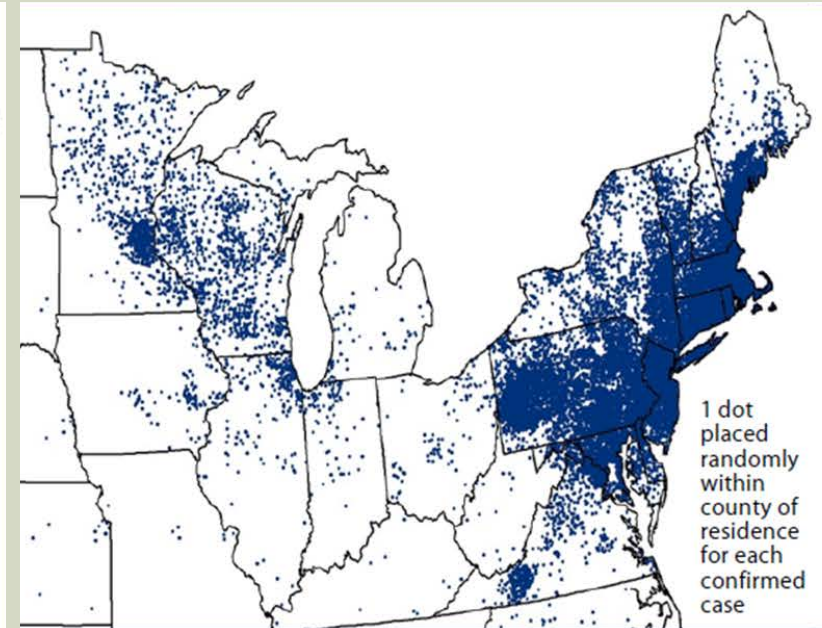 1 dot
placed
randomly
within
county of
residence
for each
confirmed
case